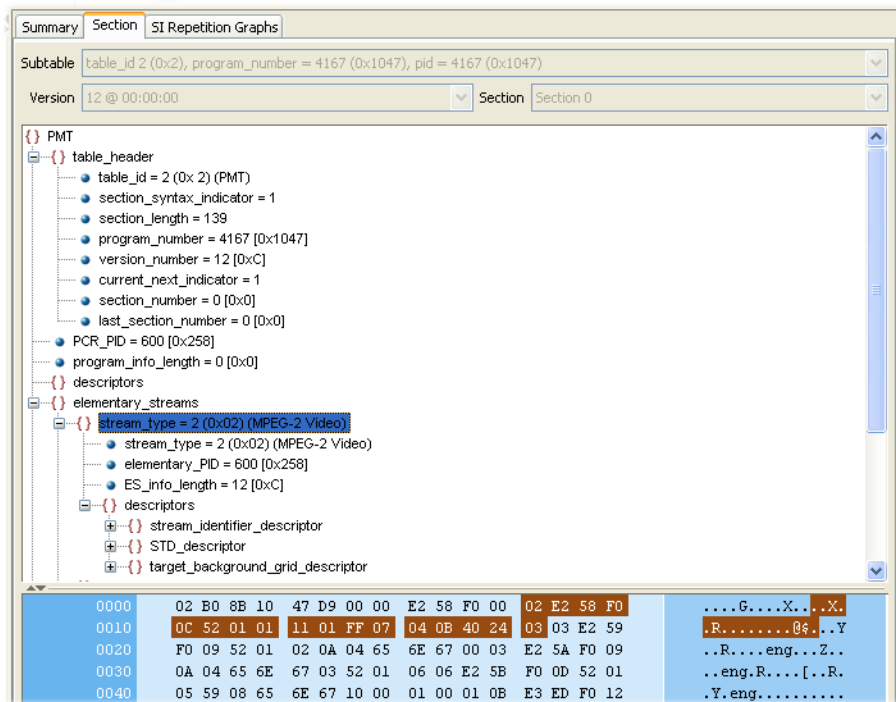 Summary Section SI Repetition Graphs
Subtable table_id 2 (0x2), program_number = 4167 (0x1047), pid = 4167 (0x1047)
Version 12 @ 00:00:00 Section Section 0
{} PMT
{} table_header
table_id = 2 (0x 2) (PMT)
section_syntax_indicator = 1
section_length = 139
program_number = 4167 [0x1047]
version_number = 12 [0xC]
current_next_indicator = 1
section_number = 0 [0x0]
last_section_number = 0 [0x0]
PCR_PID = 600 [0x258]
program_info_length = 0 [0x0]
{} descriptors
{} elementary_streams
{} stream_type = 2 (0x02) (MPEG-2 Video)
stream_type = 2 (0x02) (MPEG-2 Video)
elementary_PID = 600 [0x258]
ES_info_length = 12 [0xC]
{} descriptors
{} stream_identifier_descriptor
{} STD_descriptor
{} target_background_grid_descriptor
0000 02 B0 8B 10 47 D9 00 00 E2 58 F0 00 02 E2 58 F0 ....G....X....X.
0010 0C 52 01 01 11 01 FF 07 04 0B 40 24 03 03 E2 59 .R........@$...Y
0020 F0 09 52 01 02 0A 04 65 6E 67 00 03 E2 5A F0 09 ..R....eng...Z..
0030 0A 04 65 6E 67 03 52 01 06 06 E2 5B F0 0D 52 01 ..eng.R....[..R.
0040 05 59 08 65 6E 67 10 00 01 00 01 0B E3 ED F0 12 .Y.eng..........